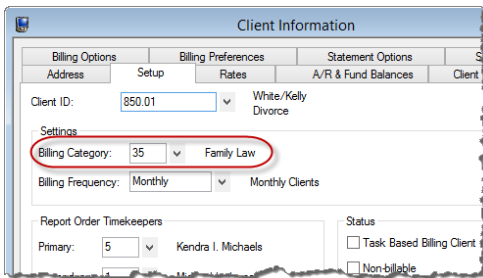 Client Information
Billing Options Billing Preferences Statement Options
Address Setup Rates A/R & Fund Balances Client
Client ID: 850.01 White/Kelly
Divorce
Settings
Billing Category: 35 Family Law
Billing Frequency: Monthly Monthly Clients
Report Order Timekeepers Status
Primary: 5 Kendra I. Michaels Task Based Billing Client
Non-billable